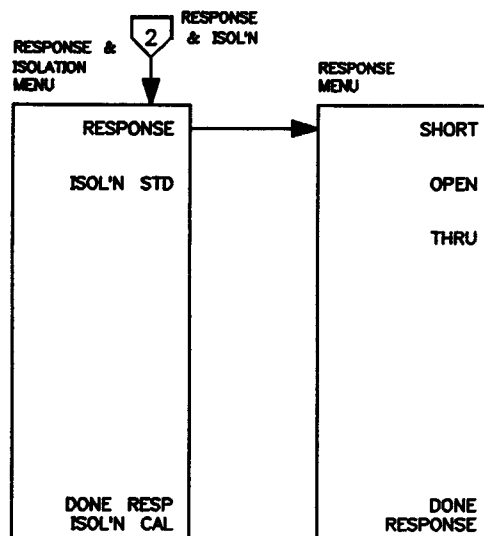 2
RESPONSE
& ISOL'N
RESPONSE &
ISOLATION
MENU
RESPONSE
ISOL'N STD
DONE RESP
ISOL'N CAL
RESPONSE
MENU
SHORT
OPEN
THRU
DONE
RESPONSE